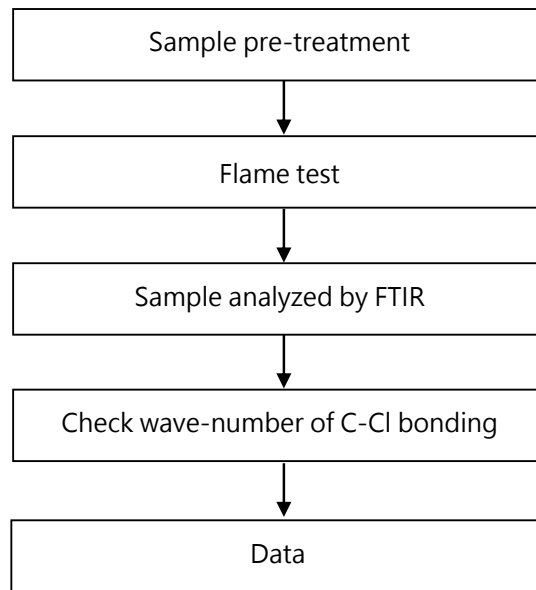 Sample pre-treatment
Flame test
Sample analyzed by FTIR
Check wave-number of C-Cl bonding
Data